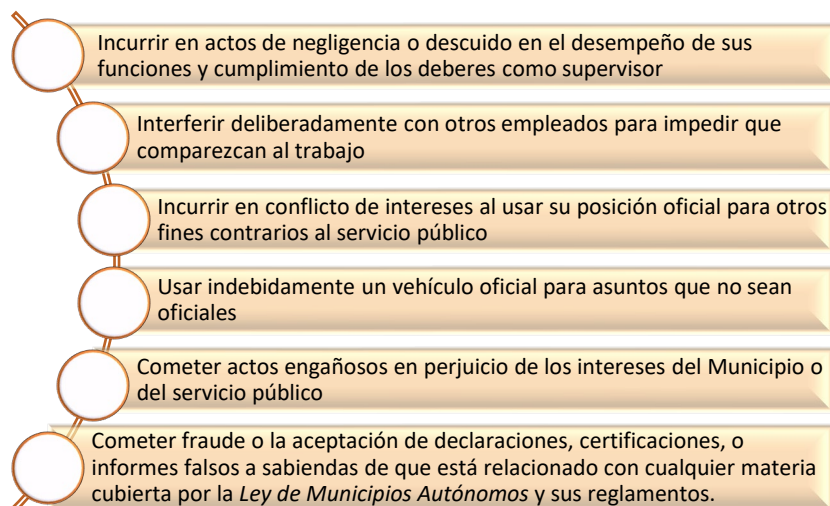 Incurrir en actos de negligencia o descuido en el desempeño de sus
funciones y cumplimiento de los deberes como supervisor
Interferir deliberadamente con otros empleados para impedir que
comparezcan al trabajo
Incurrir en conflicto de intereses al usar su posición oficial para otros
fines contrarios al servicio público
Usar indebidamente un vehículo oficial para asuntos que no sean
oficiales
Cometer actos engañosos en perjuicio de los intereses del Municipio o
del servicio público
Cometer fraude o la aceptación de declaraciones, certificaciones, o
informes falsos a sabiendas de que está relacionado con cualquier materia
cubierta por la Ley de Municipios Autónomos y sus reglamentos.